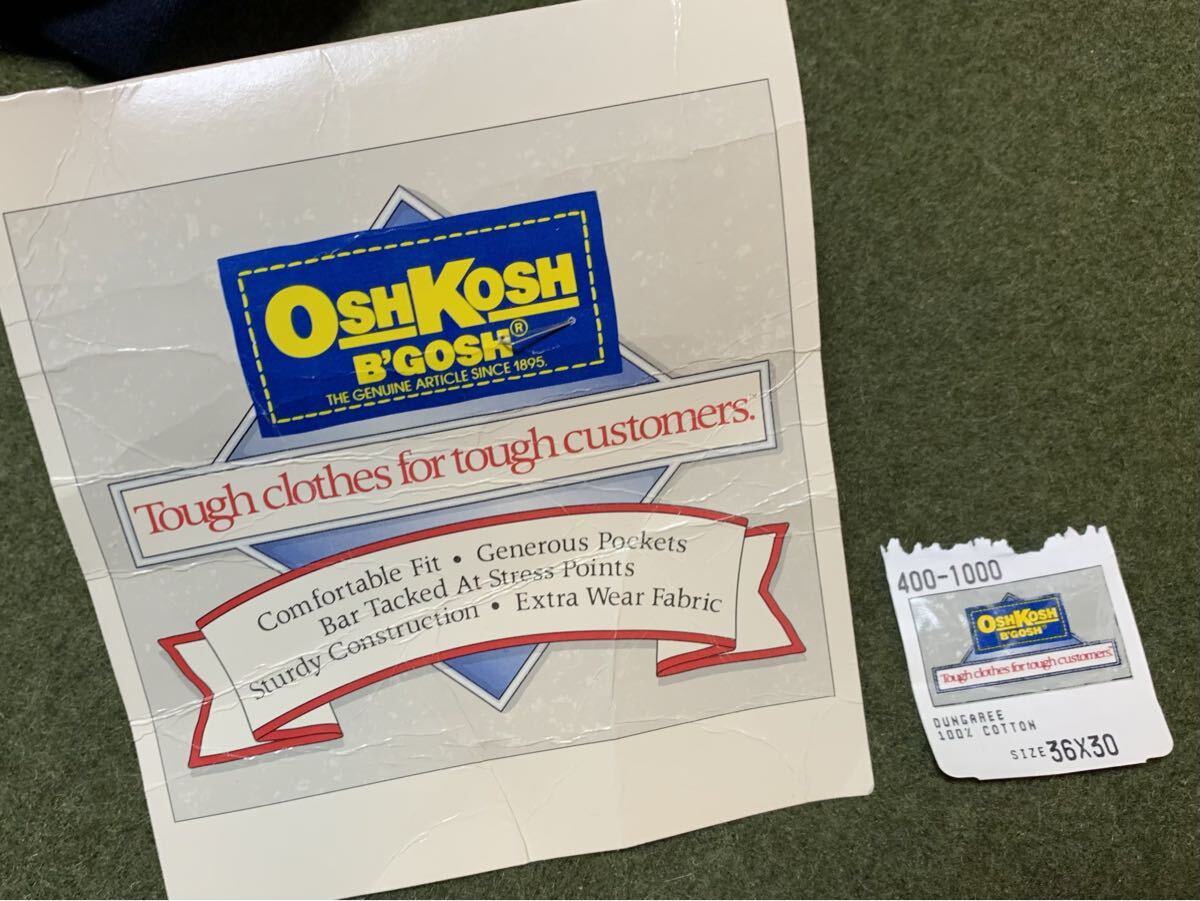 OSHKOSH
B'GOSH®
THE GENUINE ARTICLE SINCE 1895.
Tough clothes for tough customers.™
Comfortable Fit • Generous Pockets
Bar Tacked At Stress Points
Sturdy Construction • Extra Wear Fabric
400-1000
OSHKOSH
B'GOSH®
Tough clothes for tough customers.™
DUNGAREE
100% COTTON
SIZE 36X30